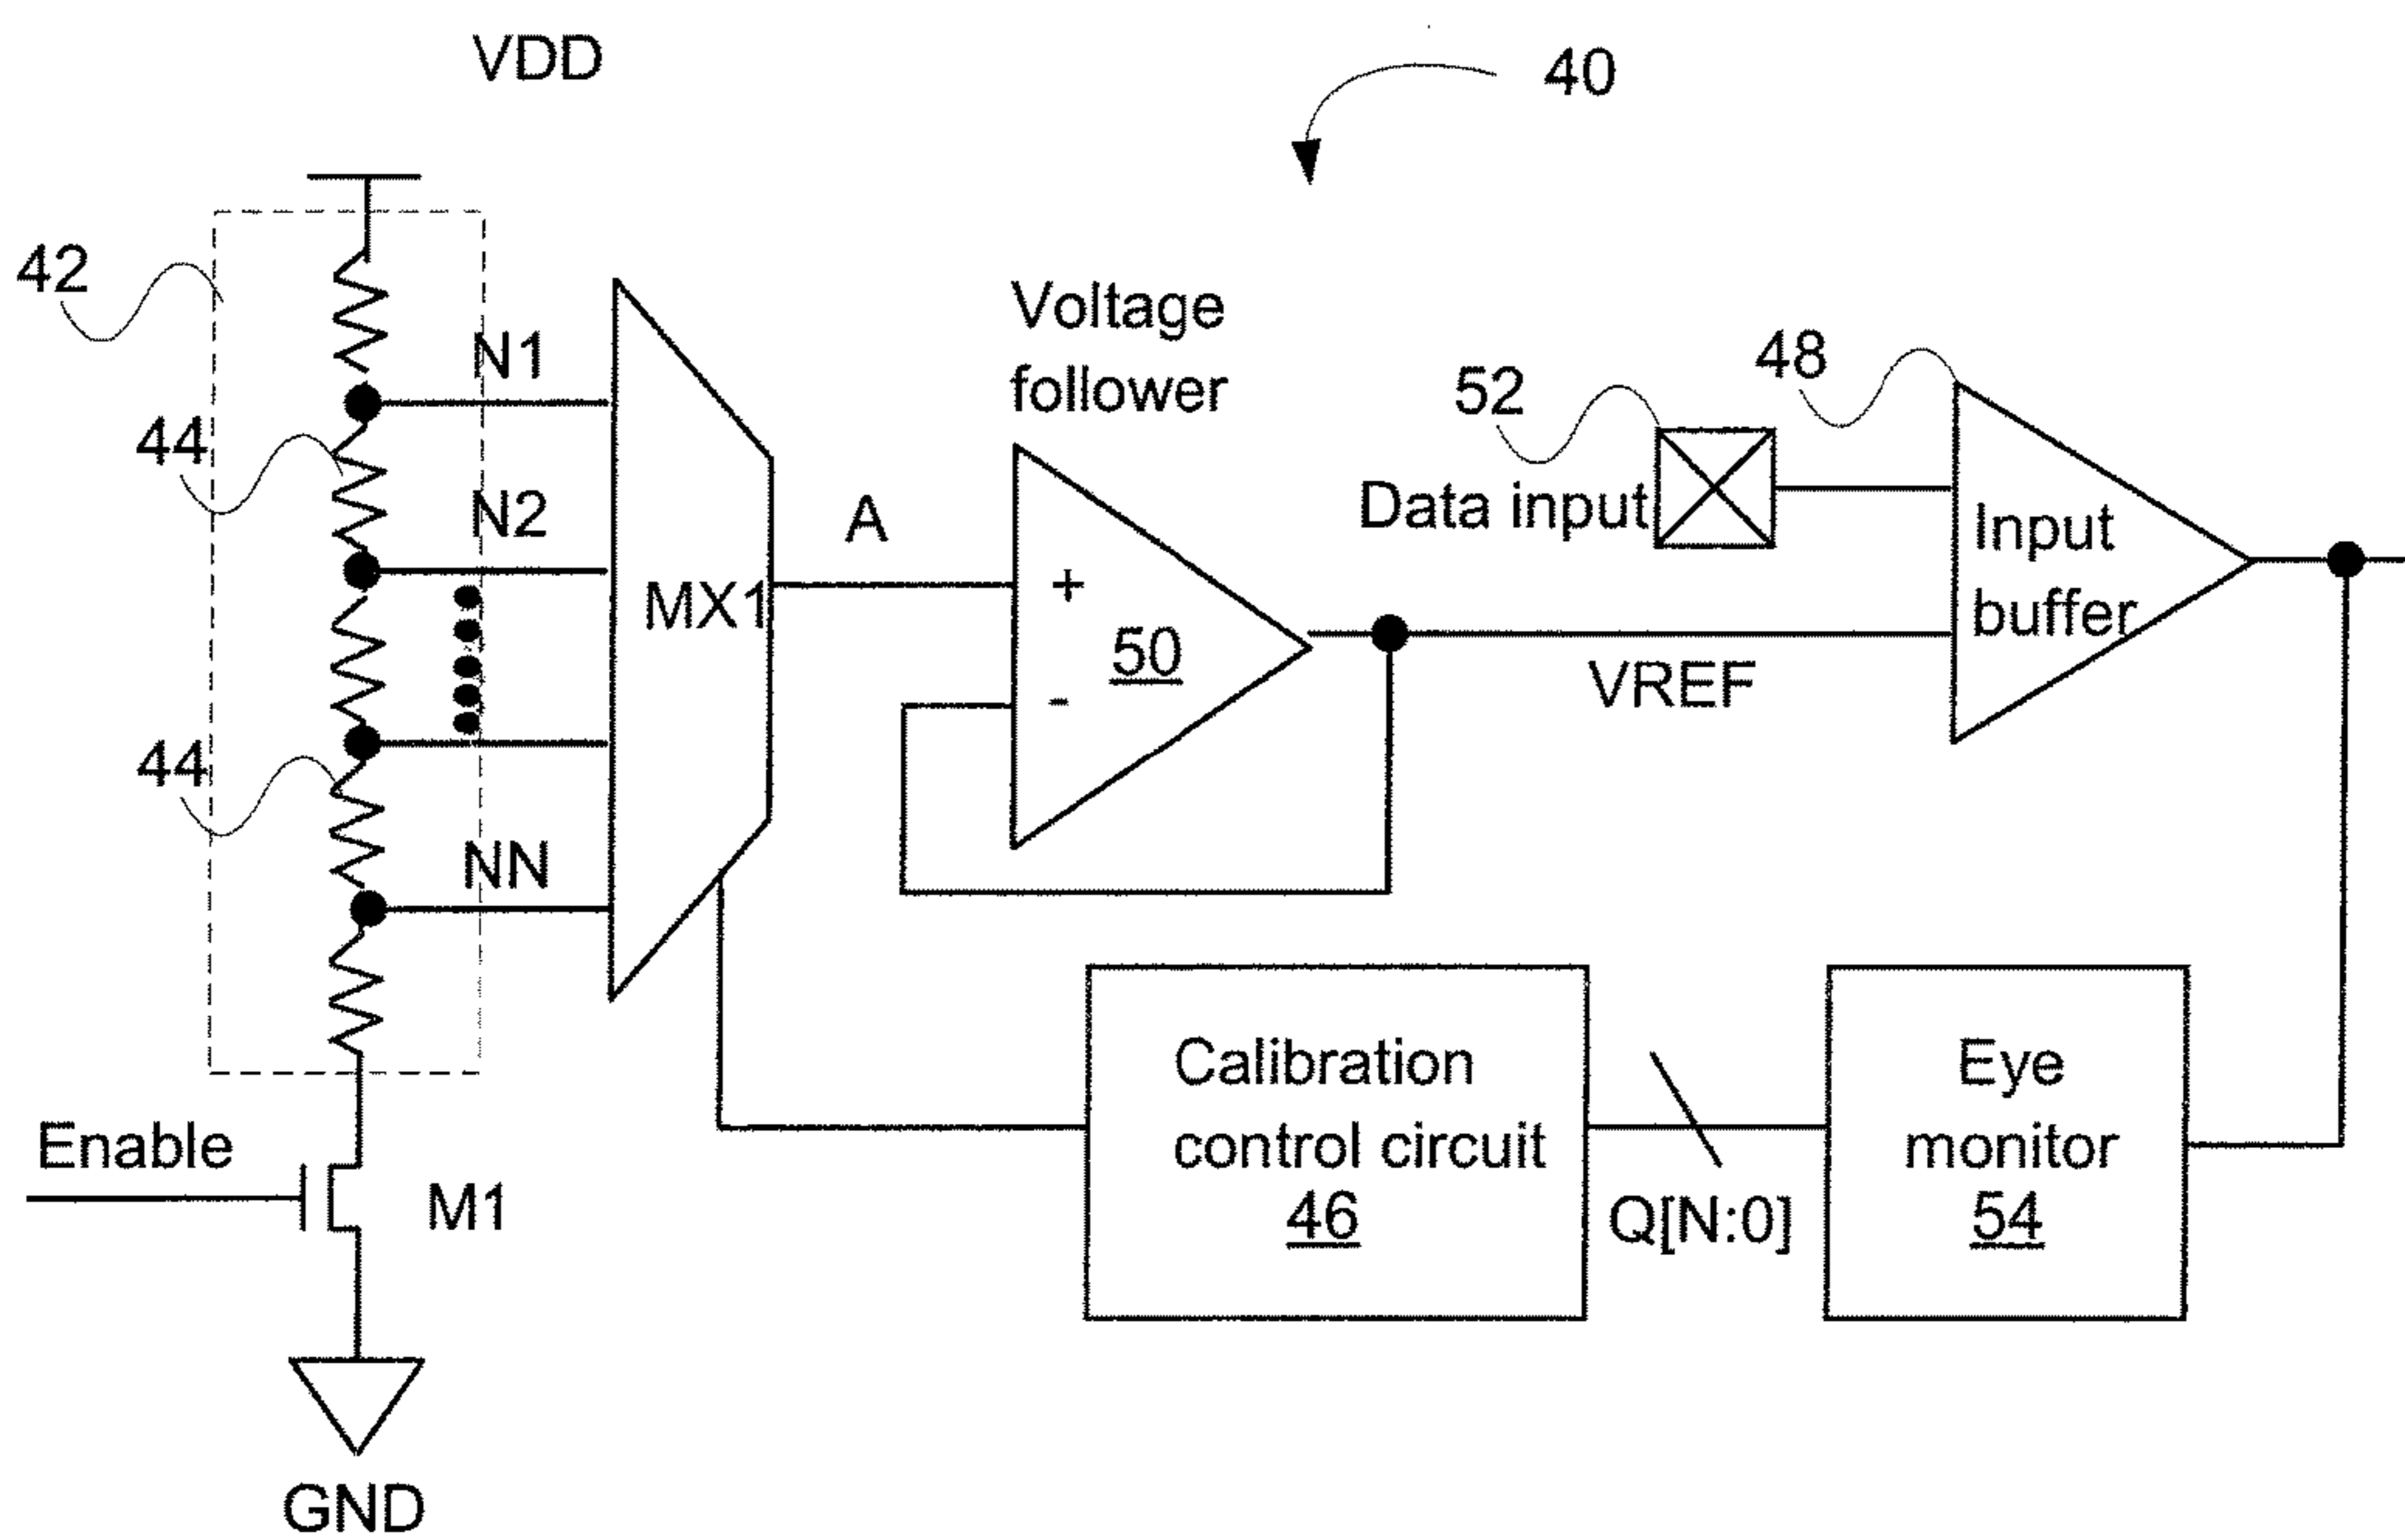 VDD
40
42
N1
Voltage
follower
48
52
44
N2
A
Data input
Input
buffer
MX1
+
50
-
VREF
44
NN
Calibration
control circuit
46
Eye
monitor
54
Enable
M1
Q[N:0]
GND